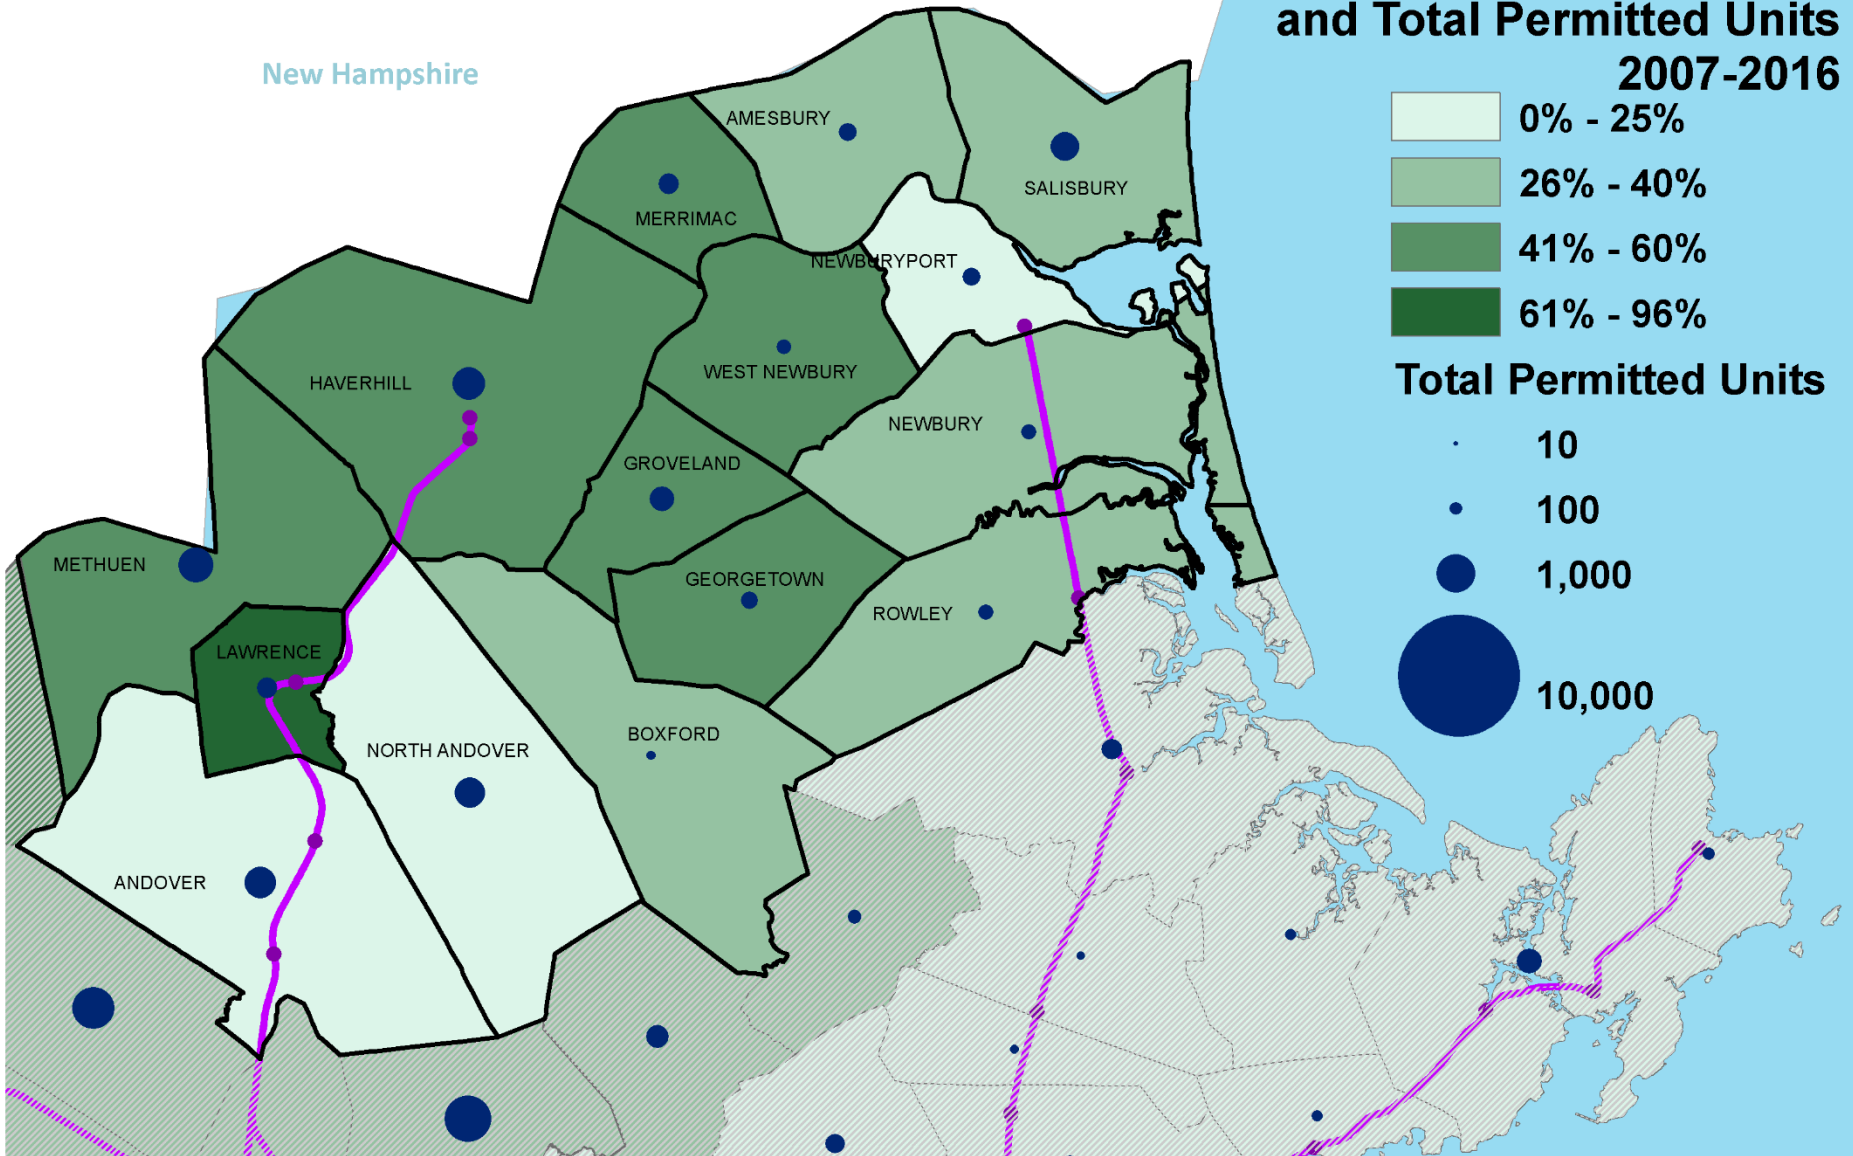 and Total Permitted Units
2007-2016
0% - 25%
26% - 40%
41% - 60%
61% - 96%
Total Permitted Units
10
100
1,000
10,000
New Hampshire
AMESBURY
SALISBURY
MERRIMAC
NEWBURYPORT
HAVERHILL
WEST NEWBURY
NEWBURY
GROVELAND
METHUEN
GEORGETOWN
ROWLEY
LAWRENCE
BOXFORD
NORTH ANDOVER
ANDOVER